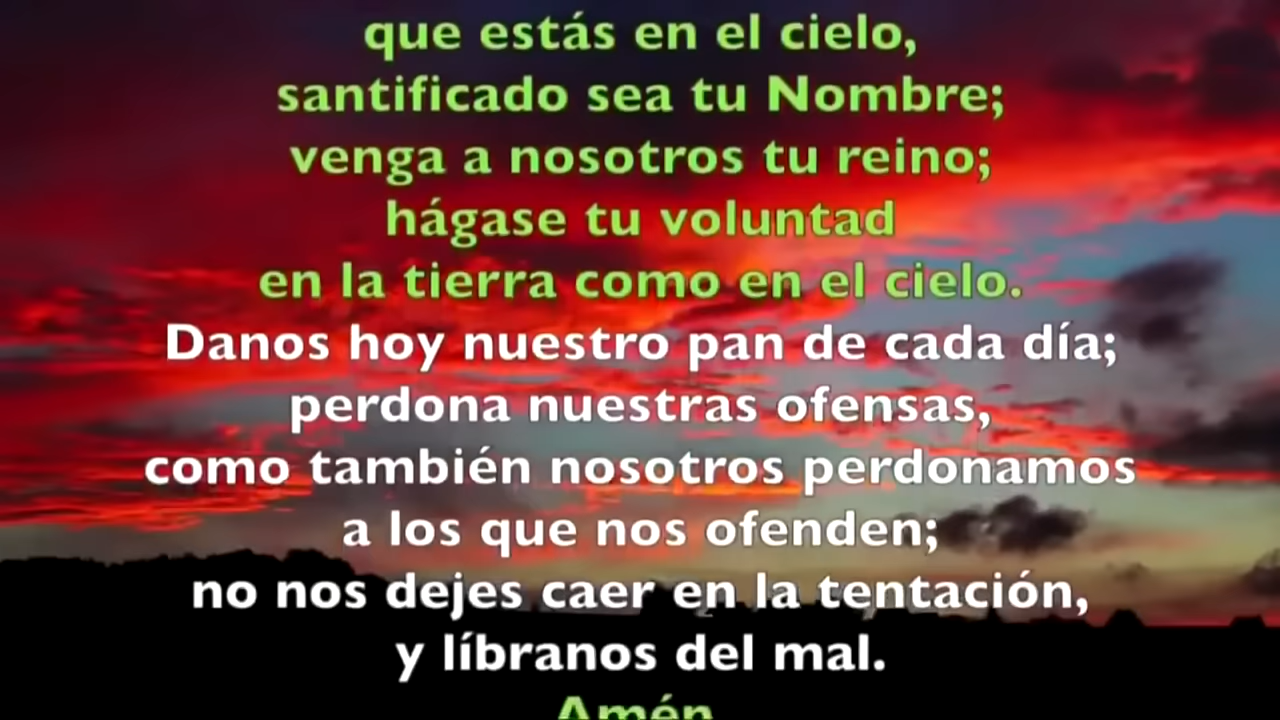 que estás en el cielo,
santificado sea tu Nombre;
venga a nosotros tu reino;
hágase tu voluntad
en la tierra como en el cielo.
Danos hoy nuestro pan de cada día;
perdona nuestras ofensas,
como también nosotros perdonamos
a los que nos ofenden;
no nos dejes caer en la tentación,
y líbranos del mal.
Amén